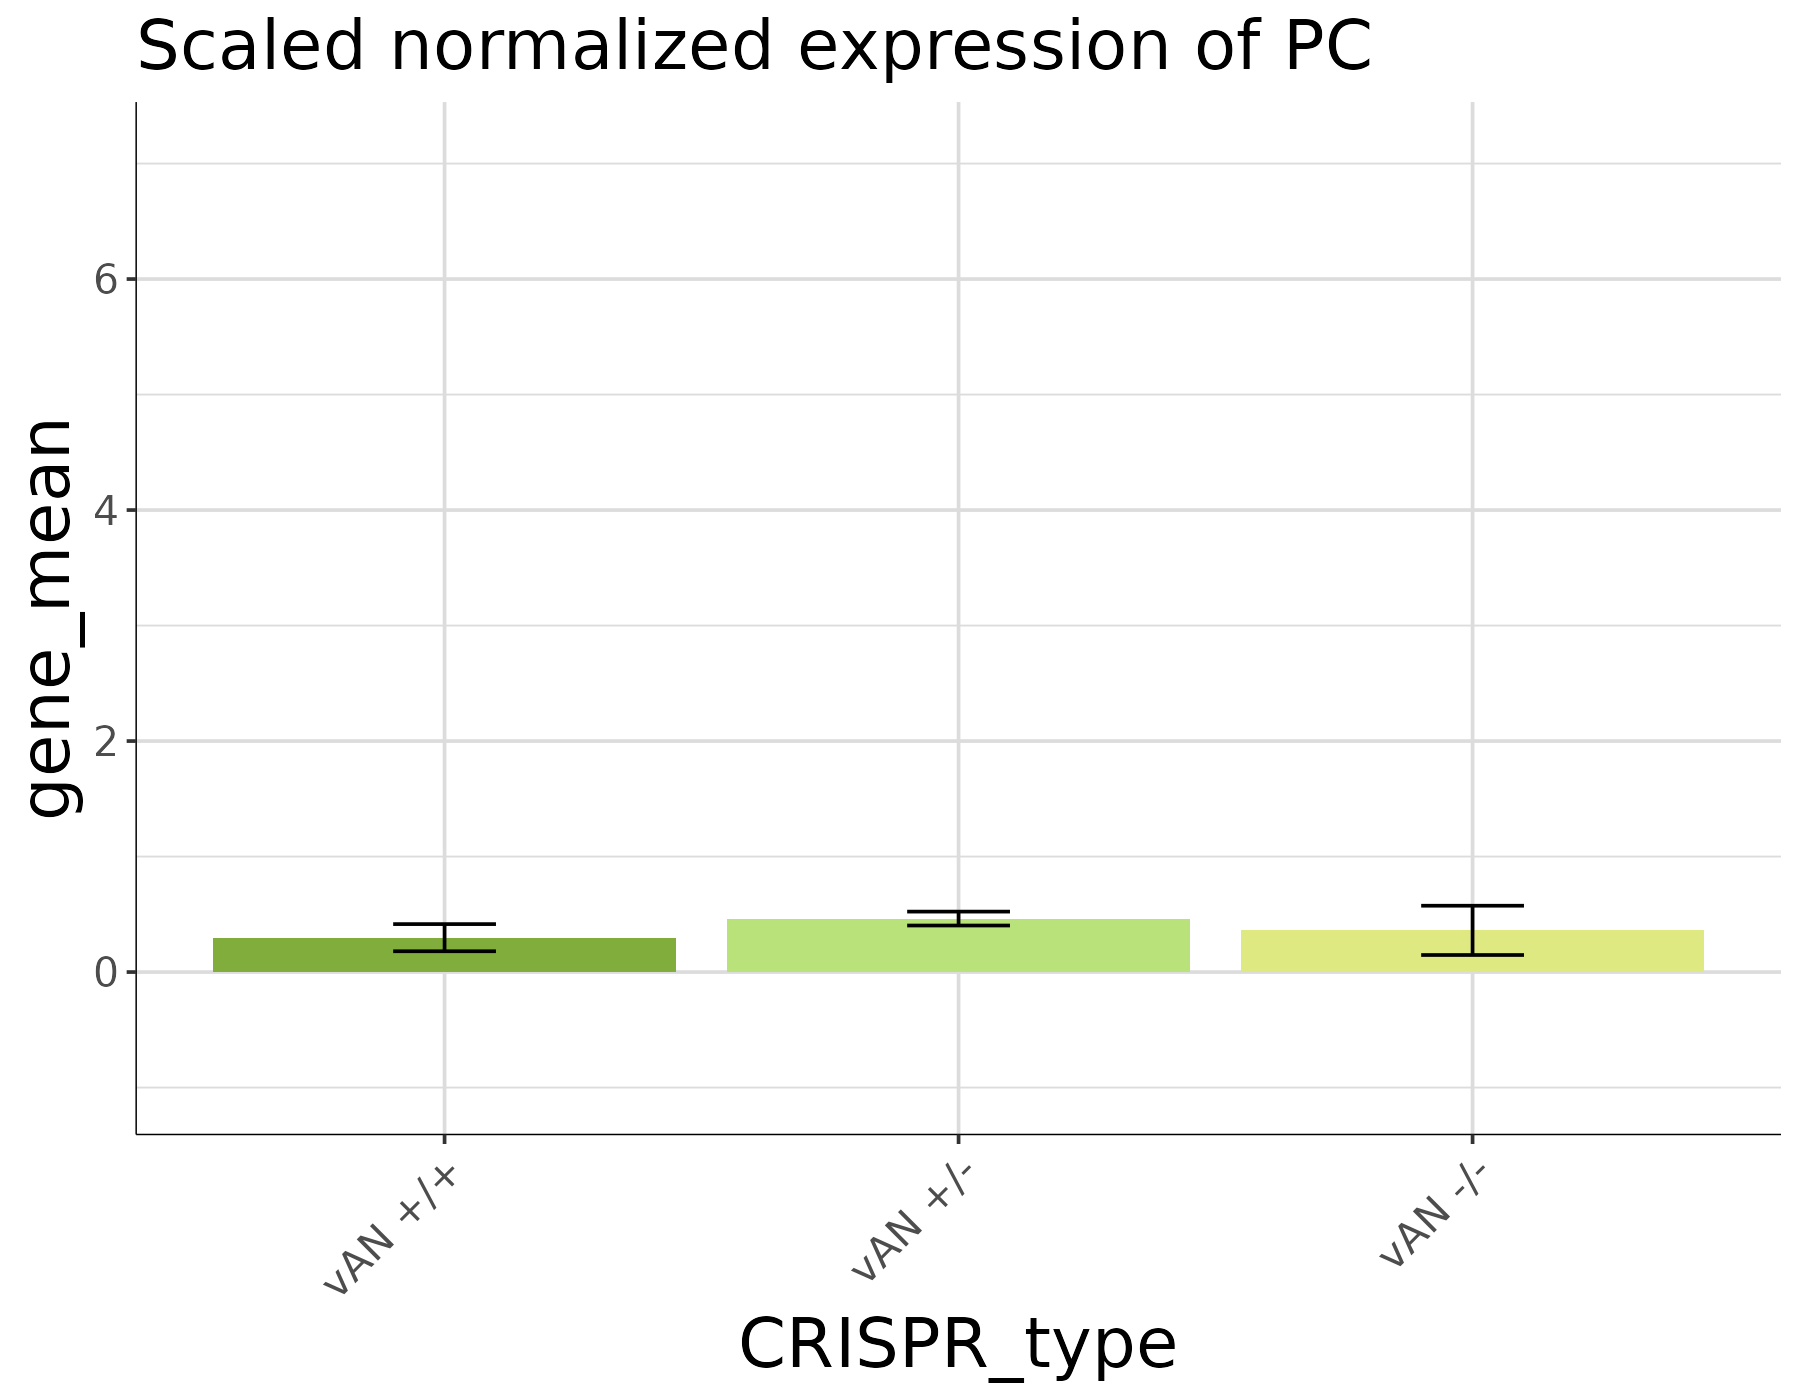 Scaled normalized expression of PC
gene_mean
6
4
2
0
vAN +/+
vAN +/-
vAN -/-
CRISPR_type